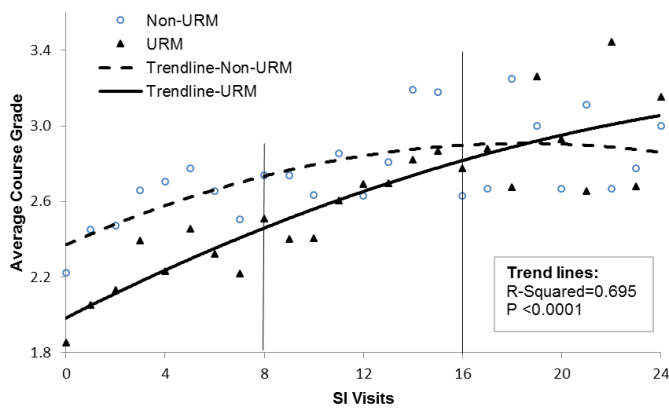 Non-URM
URM
Trendline-Non-URM
Trendline-URM
Average Course Grade
3.4
3.0
2.6
2.2
1.8
Trend lines:
R-Squared=0.695
P <0.0001
0 4 8 12 16 20 24
SI Visits